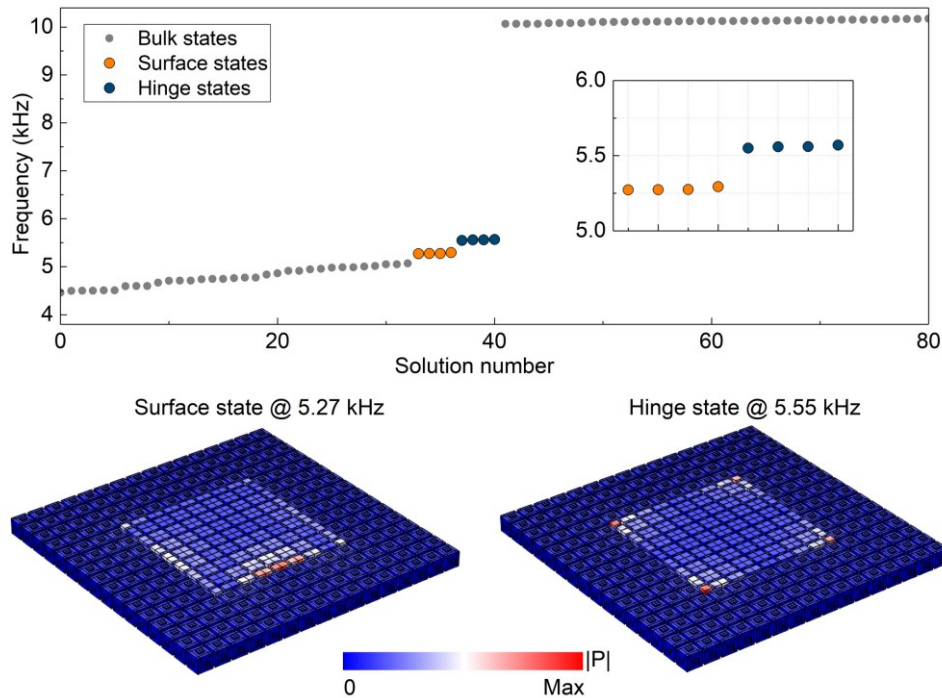 10
9
8
7
6
5
4
Frequency (kHz)
Bulk states
Surface states
Hinge states
6.0
5.5
5.0
0
20
40
60
80
Solution number
Surface state @ 5.27 kHz
Hinge state @ 5.55 kHz
|P|
0
Max